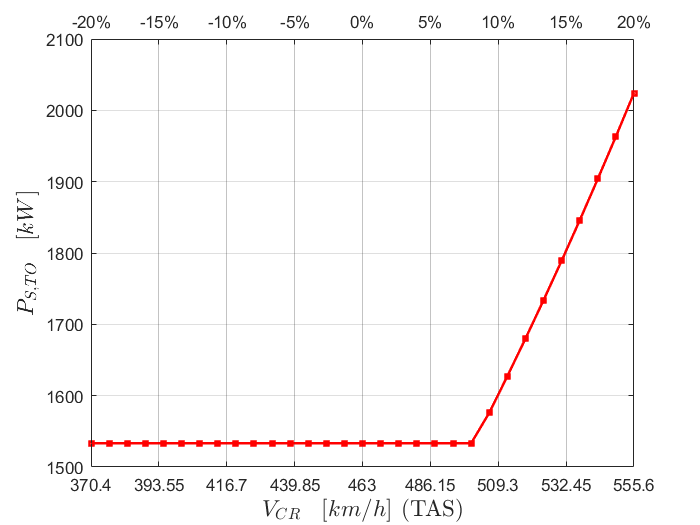 -20% -15% -10% -5% 0% 5% 10% 15% 20%
2100
2000
1900
1800
1700
1600
1500
P_{S,TO} [kW]
370.4 393.55 416.7 439.85 463 486.15 509.3 532.45 555.6
V_{CR} [km/h] (TAS)